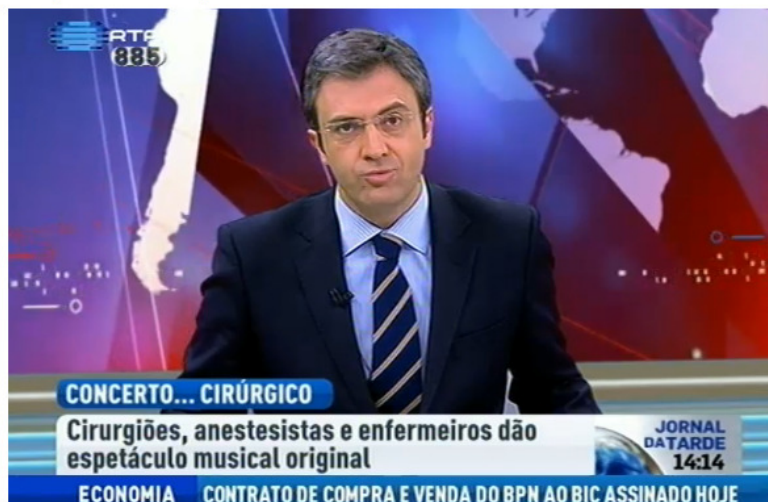 RTP
885
CONCERTO... CIRÚRGICO
Cirurgiões, anestesistas e enfermeiros dão
espetáculo musical original
JORNAL
DA TARDE
14:14
ECONOMIA CONTRATO DE COMPRA E VENDA DO BPN AO BIC ASSINADO HOJE